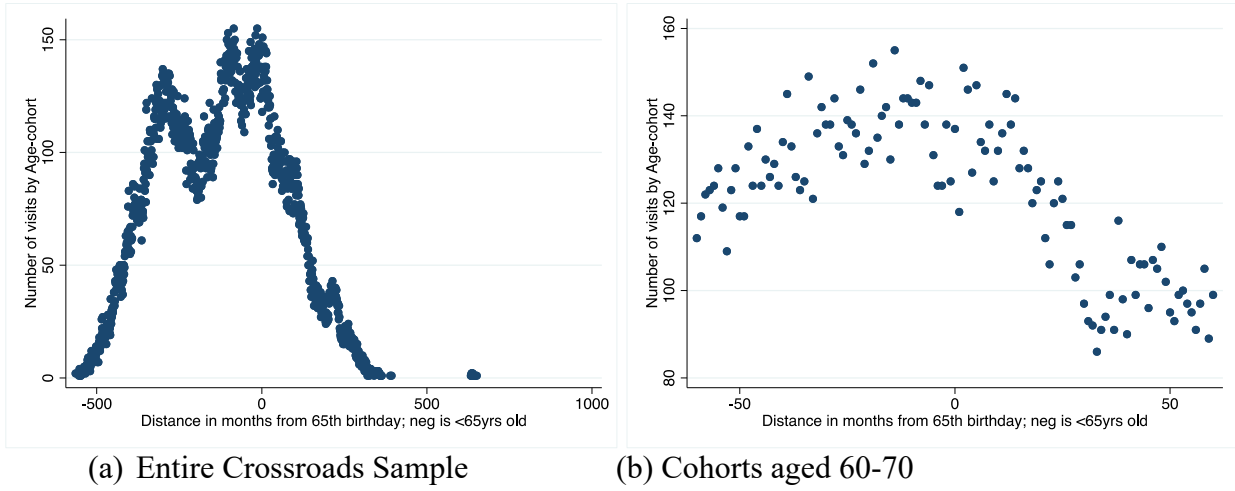 Number of visits by Age-cohort
150
100
50
0
-500
0
500
1000
Distance in months from 65th birthday; neg is <65yrs old
(a) Entire Crossroads Sample
Number of visits by Age-cohort
160
140
120
100
80
-50
0
50
Distance in months from 65th birthday; neg is <65yrs old
(b) Cohorts aged 60-70